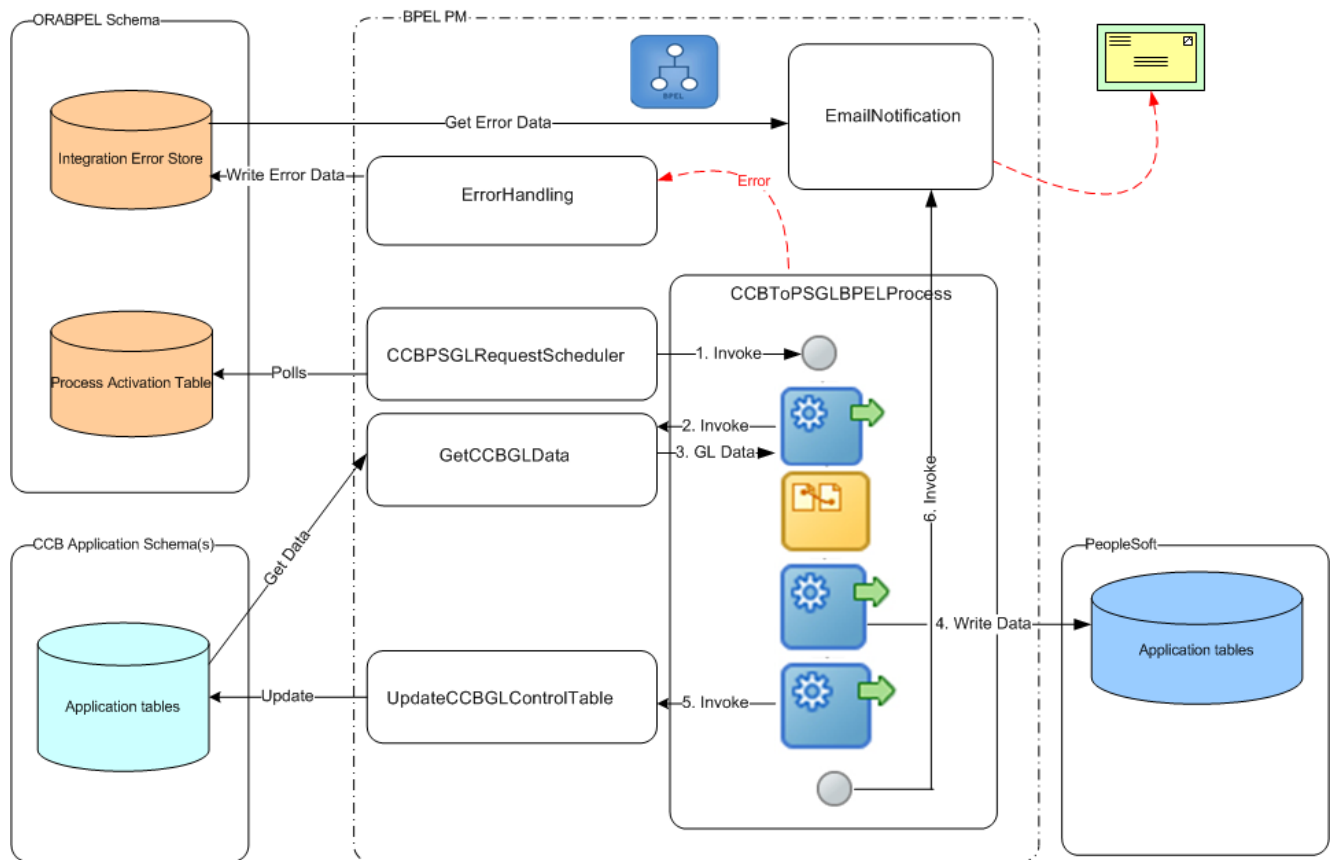 ORABPEL Schema
BPEL PM
BPEL
EmailNotification
Get Error Data
Integration Error Store
Write Error Data
ErrorHandling
Error
CCBToPSGLBPELProcess
CCBPSGLRequestScheduler
1. Invoke
Polls
Process Activation Table
2. Invoke
GetCCBGLData
3. GL Data
6. Invoke
CCB Application Schema(s)
PeopleSoft
Get Data
4. Write Data
Application tables
Application tables
Update
UpdateCCBGLControlTable
5. Invoke